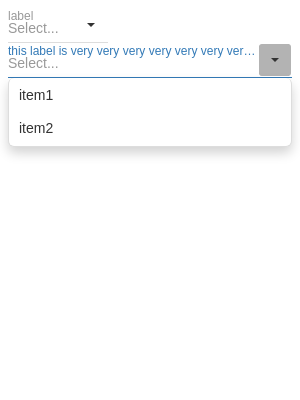 label
Select...
this label is very very very very very very ver…
Select...
item1
item2